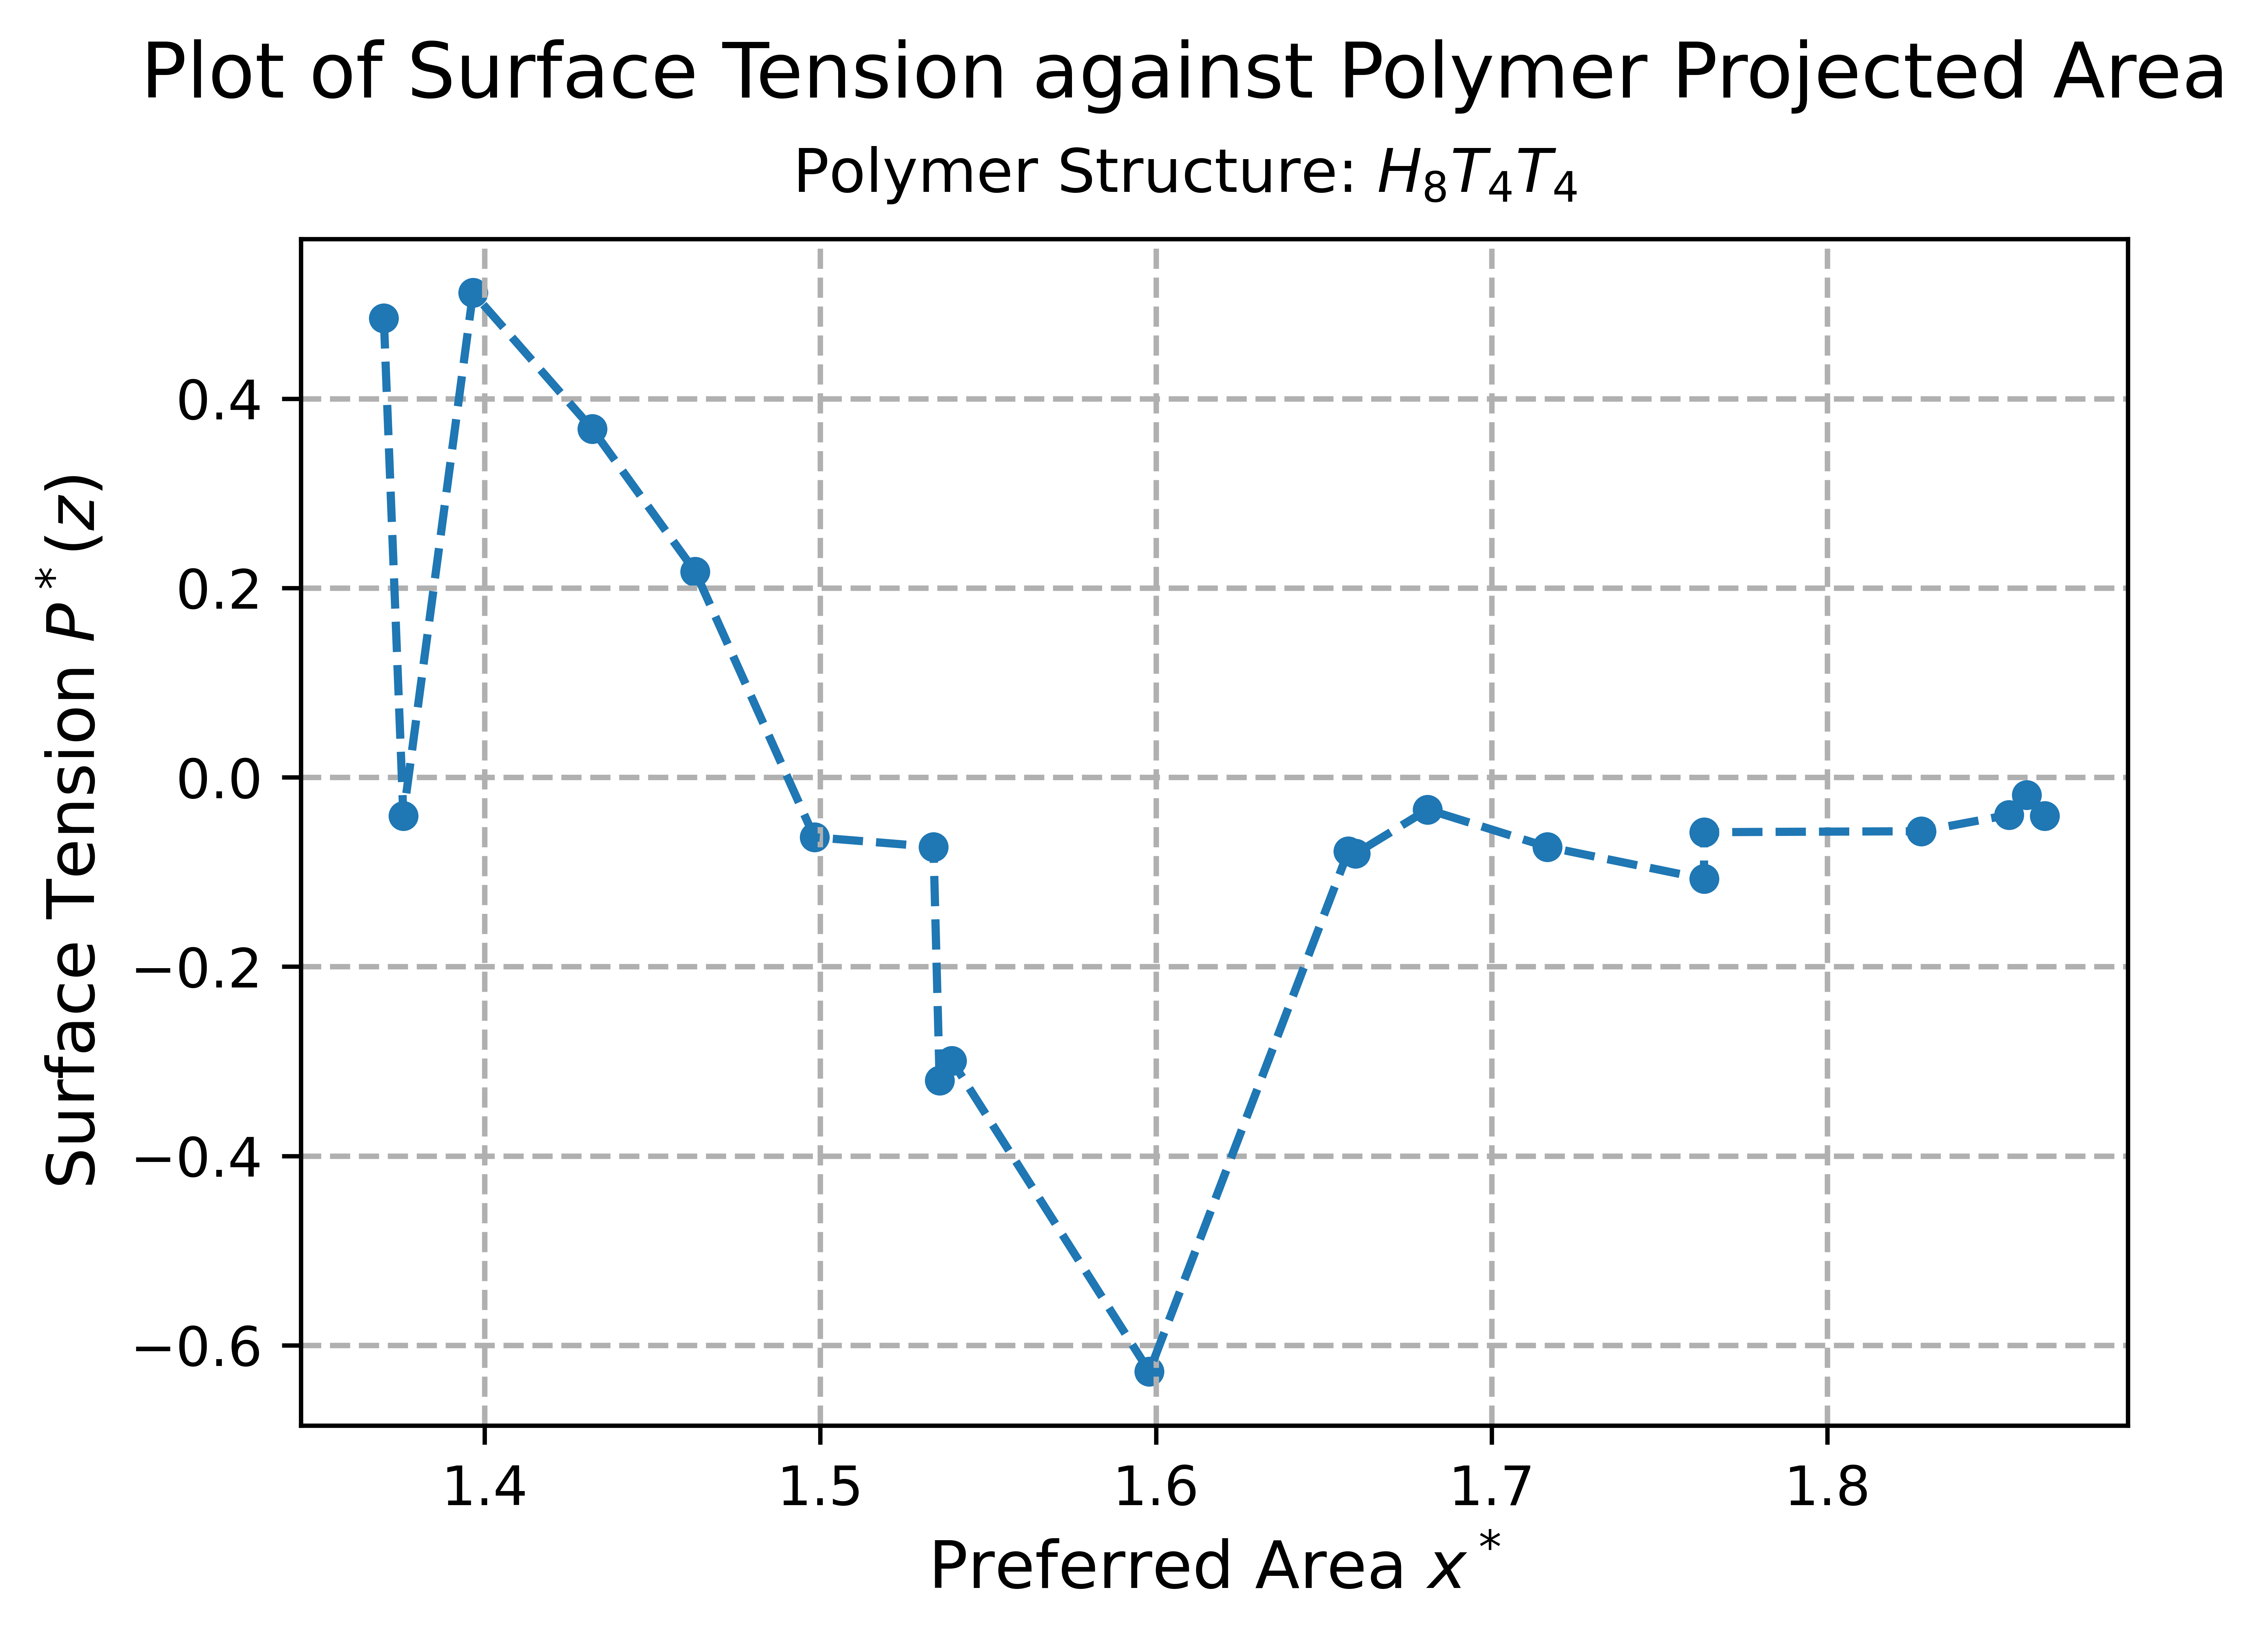 Plot of Surface Tension against Polymer Projected Area
Polymer Structure: H₈T₄T₄
Surface Tension P*(z)
0.4
0.2
0.0
−0.2
−0.4
−0.6
1.4 1.5 1.6 1.7 1.8
Preferred Area x*